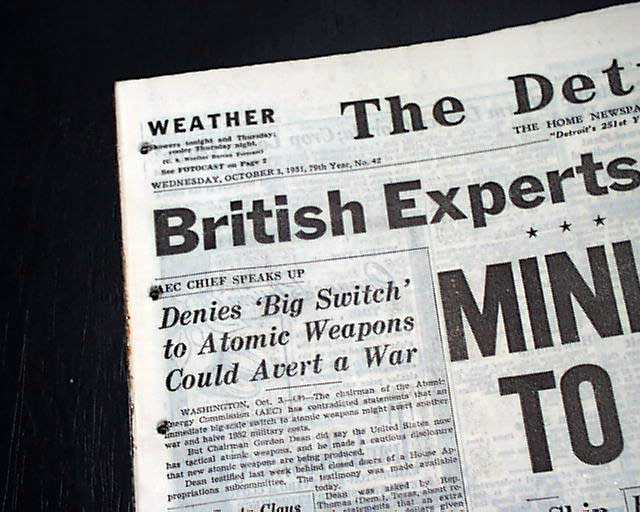 WEATHER
Showers tonight and Thursday;
cooler Thursday night.
(U. S. Weather Bureau Forecast)
See FOTOCAST on Page 2
The Det
THE HOME NEWSPA
"Detroit's 251st Y
WEDNESDAY, OCTOBER 3, 1951, 79th Year, No. 42
British Experts
AEC CHIEF SPEAKS UP
Denies 'Big Switch'
to Atomic Weapons
Could Avert a War
MINI
TO
WASHINGTON, Oct. 3.—(AP)—The chairman of the Atomic
Energy Commission (AEC) has contradicted statements that an
immediate big-scale switch to atomic weapons might avert another
war and halve 1952 military costs.
But Chairman Gordon Dean did say the United States now
has tactical atomic weapons, and he made a cautious disclosure
that new atomic weapons are being produced.
Dean testified last week behind closed doors of a House Ap-
propriations subcommittee. The testimony was made available
today.
Dean was asked by Rep.
Thomas (Dem.), Texas, about re-
statements that an extra
dollars given
Claus